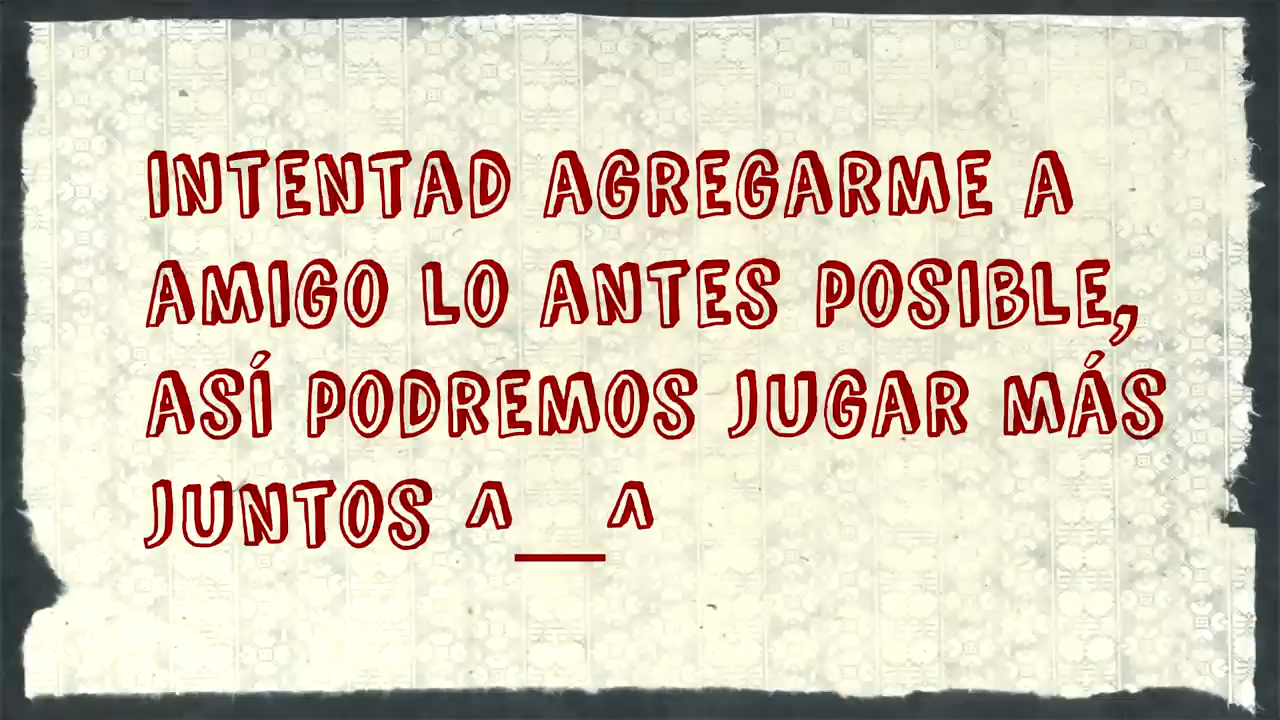 INTENTAD AGREGARME A
AMIGO LO ANTES POSIBLE,
ASÍ PODREMOS JUGAR MÁS
JUNTOS ^__^